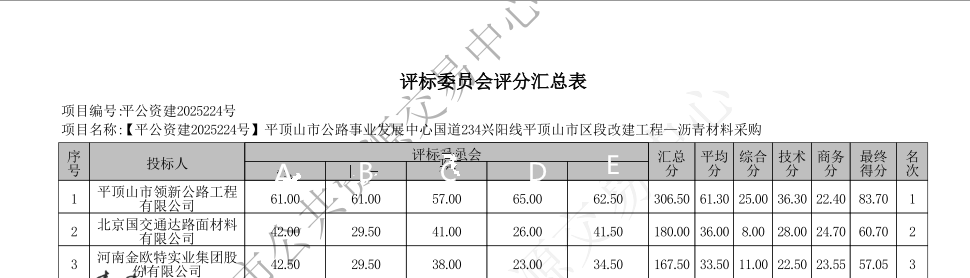 评标委员会评分汇总表
项目编号:平公资建2025224号
项目名称:【平公资建2025224号】平顶山市公路事业发展中心国道234兴阳线平顶山市区段改建工程—沥青材料采购
序号 投标人 评标委员会 汇总分 平均分 综合分 技术分 商务分 最终得分 名次
A B C D E
1 平顶山市领新公路工程有限公司 61.00 61.00 57.00 65.00 62.50 306.50 61.30 25.00 36.30 22.40 83.70 1
2 北京国交通达路面材料有限公司 42.00 29.50 41.00 26.00 41.50 180.00 36.00 8.00 28.00 24.70 60.70 2
3 河南金欧特实业集团股份有限公司 42.50 29.50 38.00 23.00 34.50 167.50 33.50 11.00 22.50 23.55 57.05 3